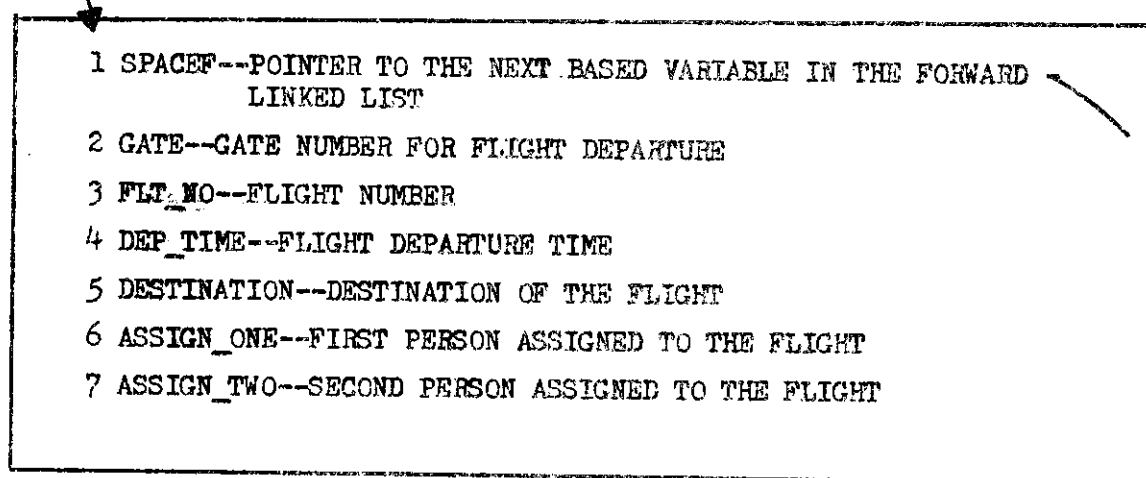 1 SPACEF--POINTER TO THE NEXT BASED VARIABLE IN THE FORWARD
LINKED LIST
2 GATE--GATE NUMBER FOR FLIGHT DEPARTURE
3 FLT_NO--FLIGHT NUMBER
4 DEP_TIME--FLIGHT DEPARTURE TIME
5 DESTINATION--DESTINATION OF THE FLIGHT
6 ASSIGN_ONE--FIRST PERSON ASSIGNED TO THE FLIGHT
7 ASSIGN_TWO--SECOND PERSON ASSIGNED TO THE FLIGHT